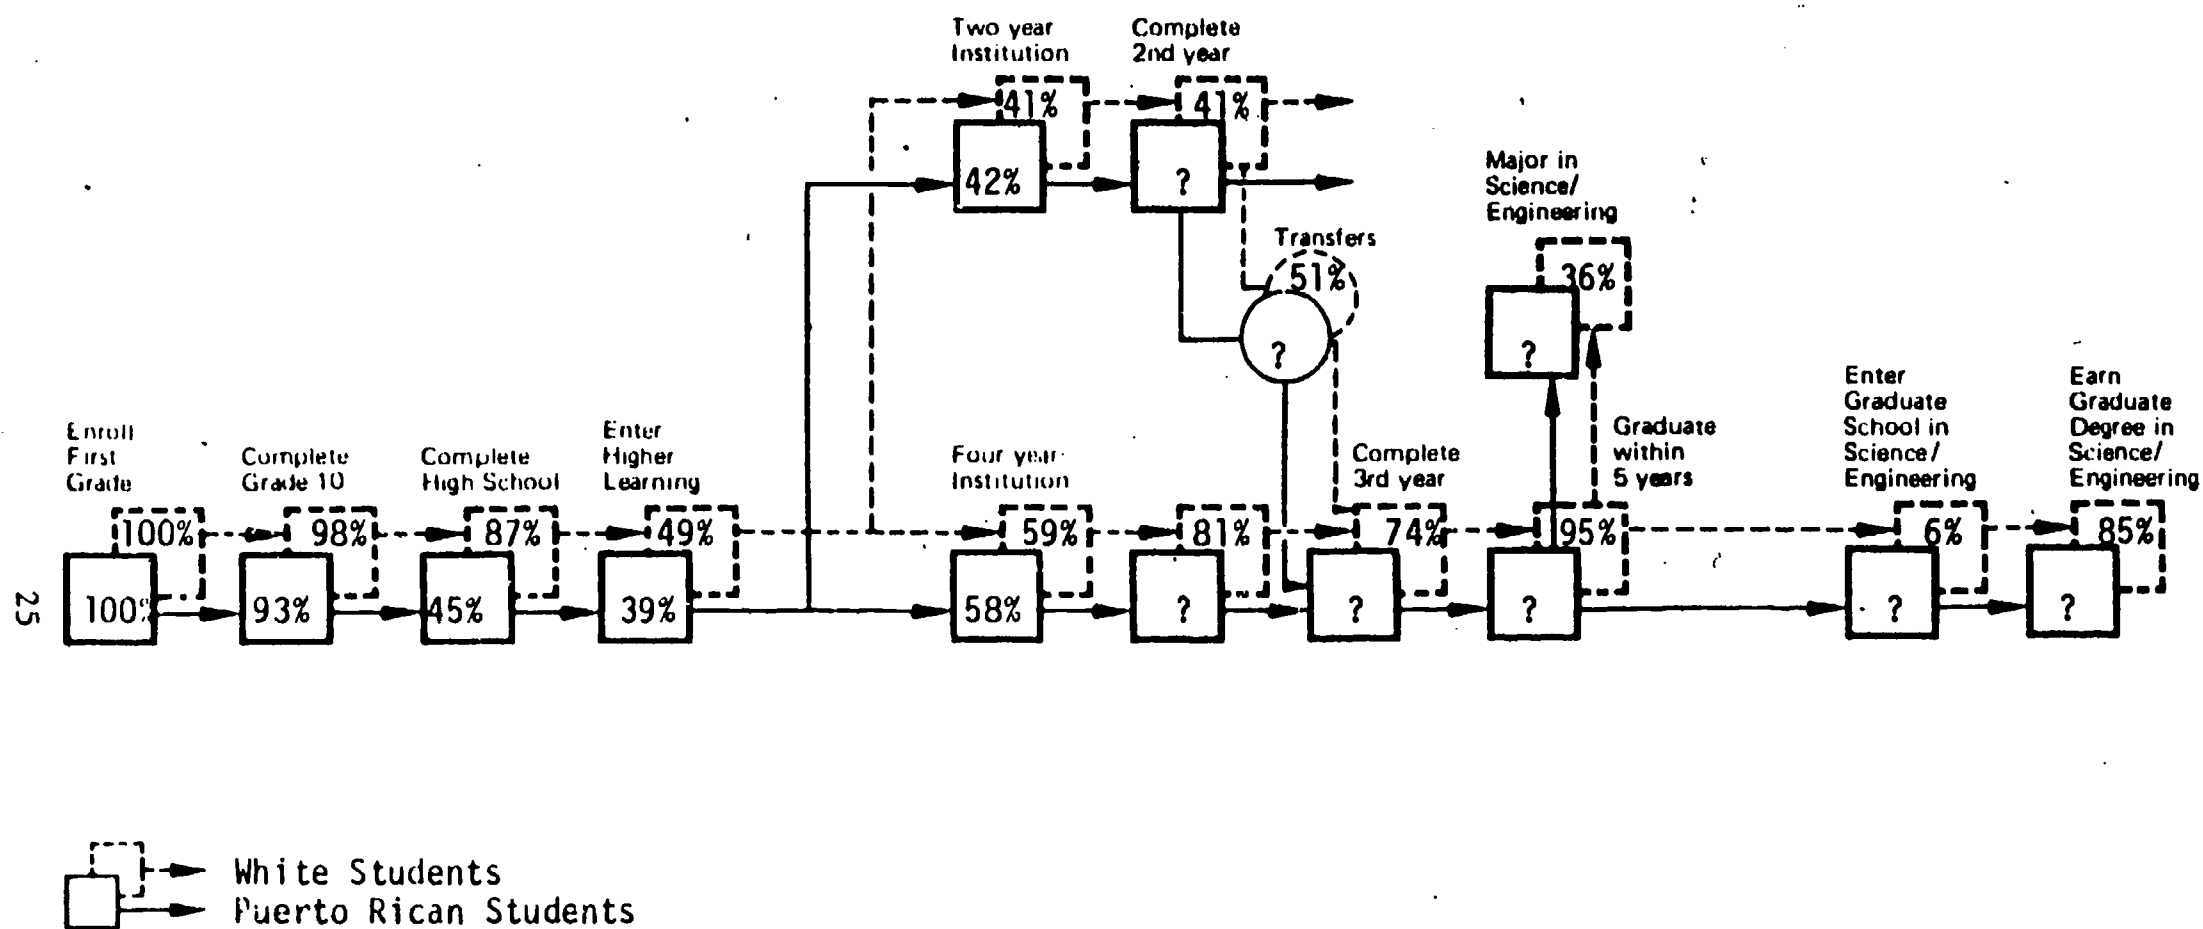 Two year
Institution
Complete
2nd year
41%
41%
42%
?
Major in
Science/
Engineering
Transfers
51%
?
36%
?
Enroll
First
Grade
Complete
Grade 10
Complete
High School
Enter
Higher
Learning
Four year
Institution
Complete
3rd year
Graduate
within
5 years
Enter
Graduate
School in
Science/
Engineering
Earn
Graduate
Degree in
Science/
Engineering
100%
98%
87%
49%
59%
81%
74%
95%
6%
85%
100%
93%
45%
39%
58%
?
?
?
?
?
25
White Students
Puerto Rican Students